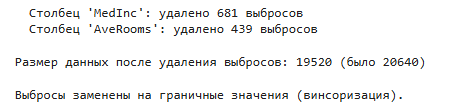 Столбец 'MedInc': удалено 681 выбросов
Столбец 'AveRooms': удалено 439 выбросов
Размер данных после удаления выбросов: 19520 (было 20640)
Выбросы заменены на граничные значения (винсоризация).